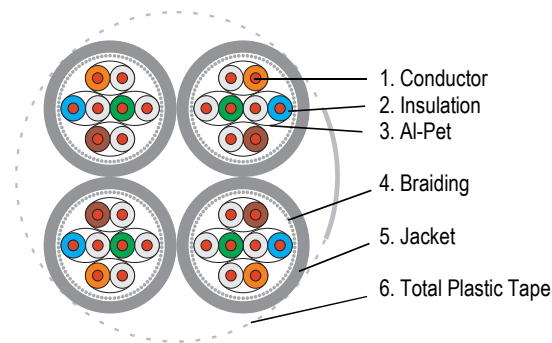 1. Conductor
2. Insulation
3. Al-Pet
4. Braiding
5. Jacket
6. Total Plastic Tape